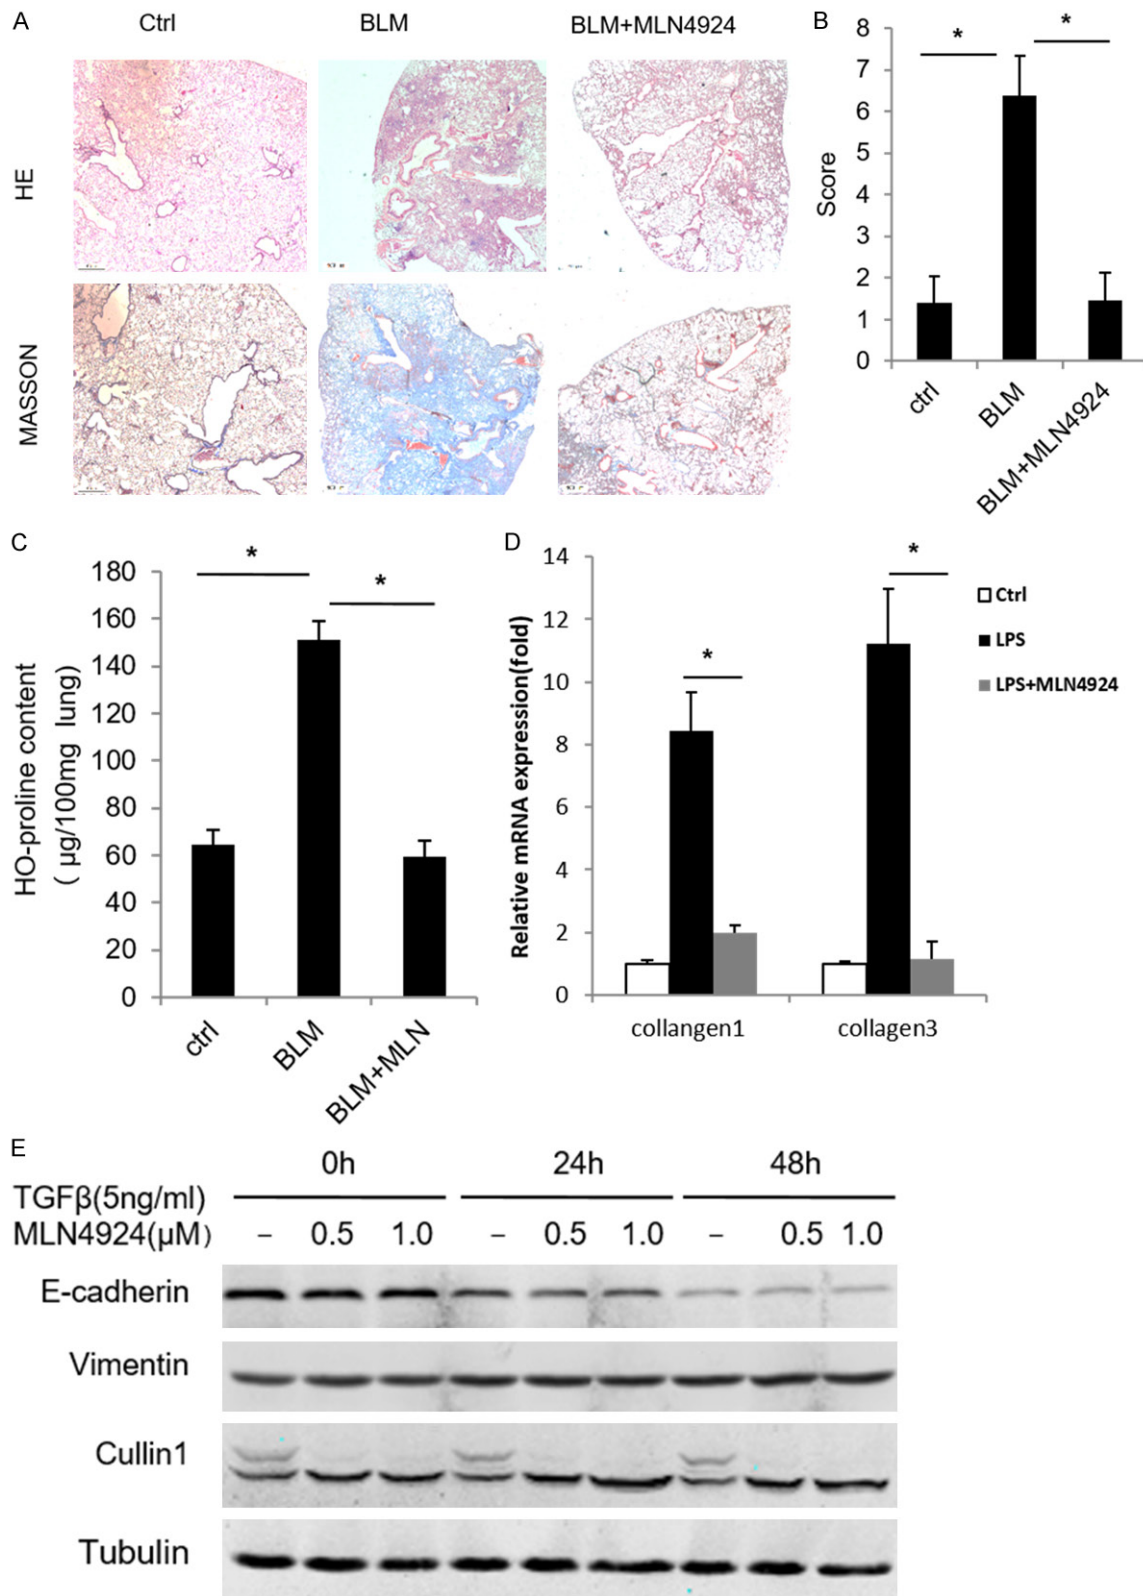 A
Ctrl
BLM
BLM+MLN4924
HE
MASSON
B
Score
8
7
6
5
4
3
2
1
0
*
*
ctrl
BLM
BLM+MLN4924
C
HO-proline content
( µg/100mg lung)
180
160
140
120
100
80
60
40
20
0
*
*
ctrl
BLM
BLM+MLN
D
Relative mRNA expression(fold)
14
12
10
8
6
4
2
0
*
*
collangen1
collagen3
Ctrl
LPS
LPS+MLN4924
E
0h 24h 48h
TGFβ(5ng/ml)
MLN4924(µM) – 0.5 1.0 – 0.5 1.0 – 0.5 1.0
E-cadherin
Vimentin
Cullin1
Tubulin